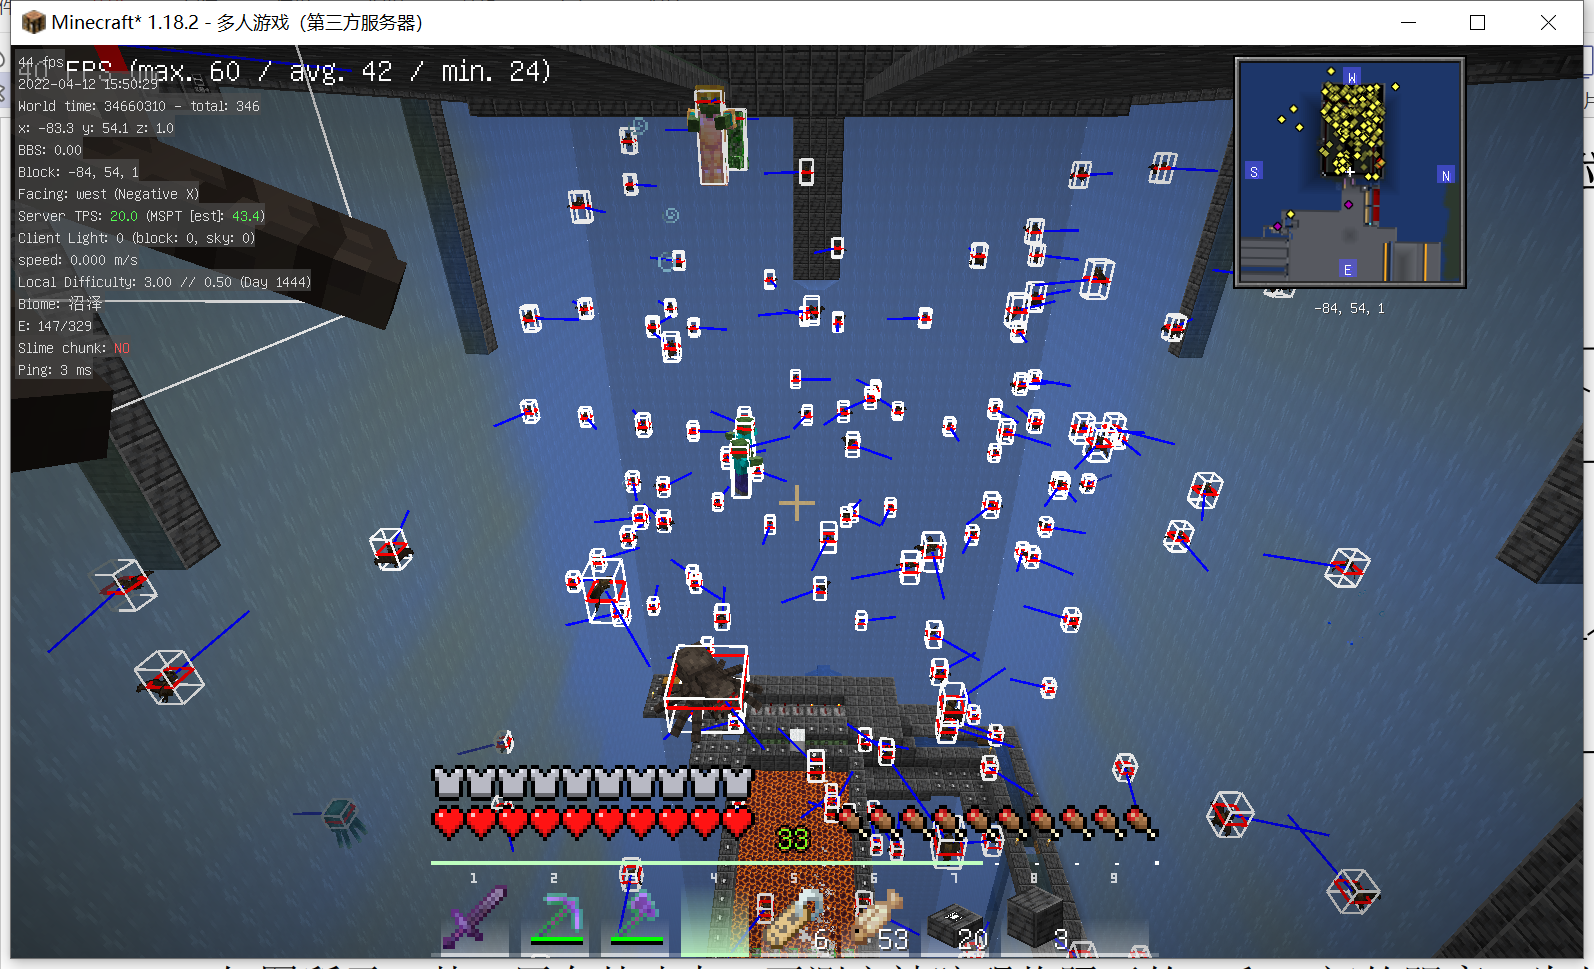 Minecraft* 1.18.2 - 多人游戏（第三方服务器）
44 fps
40 FPS (max. 60 / avg. 42 / min. 24)
2022-04-12 15:50:29
World time: 34660310 - total: 346
x: -83.3 y: 54.1 z: 1.0
BBS: 0.00
Block: -84, 54, 1
Facing: west (Negative X)
Server TPS: 20.0 (MSPT [est]: 43.4)
Client Light: 0 (block: 0, sky: 0)
speed: 0.000 m/s
Local Difficulty: 3.00 // 0.50 (Day 1444)
Biome: 沼泽
E: 147/329
Slime chunk: NO
Ping: 3 ms
W
S
N
E
-84, 54, 1
33
1 2 3 4 5 6 7 8 9
6 53 20 3